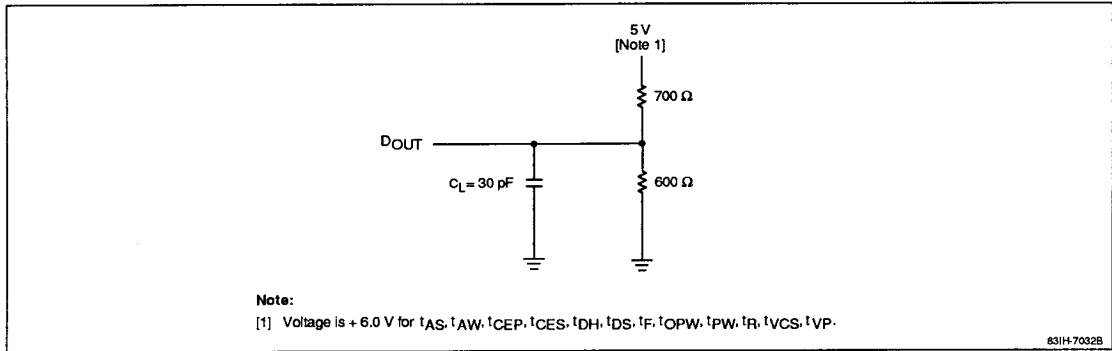 5 V
[Note 1]
700 Ω
DOUT
CL = 30 pF
600 Ω
Note:
[1] Voltage is + 6.0 V for tAS, tAW, tCEP, tCES, tDH, tDS, tF, tOPW, tPW, tR, tVCS, tVP.
83IH-7032B